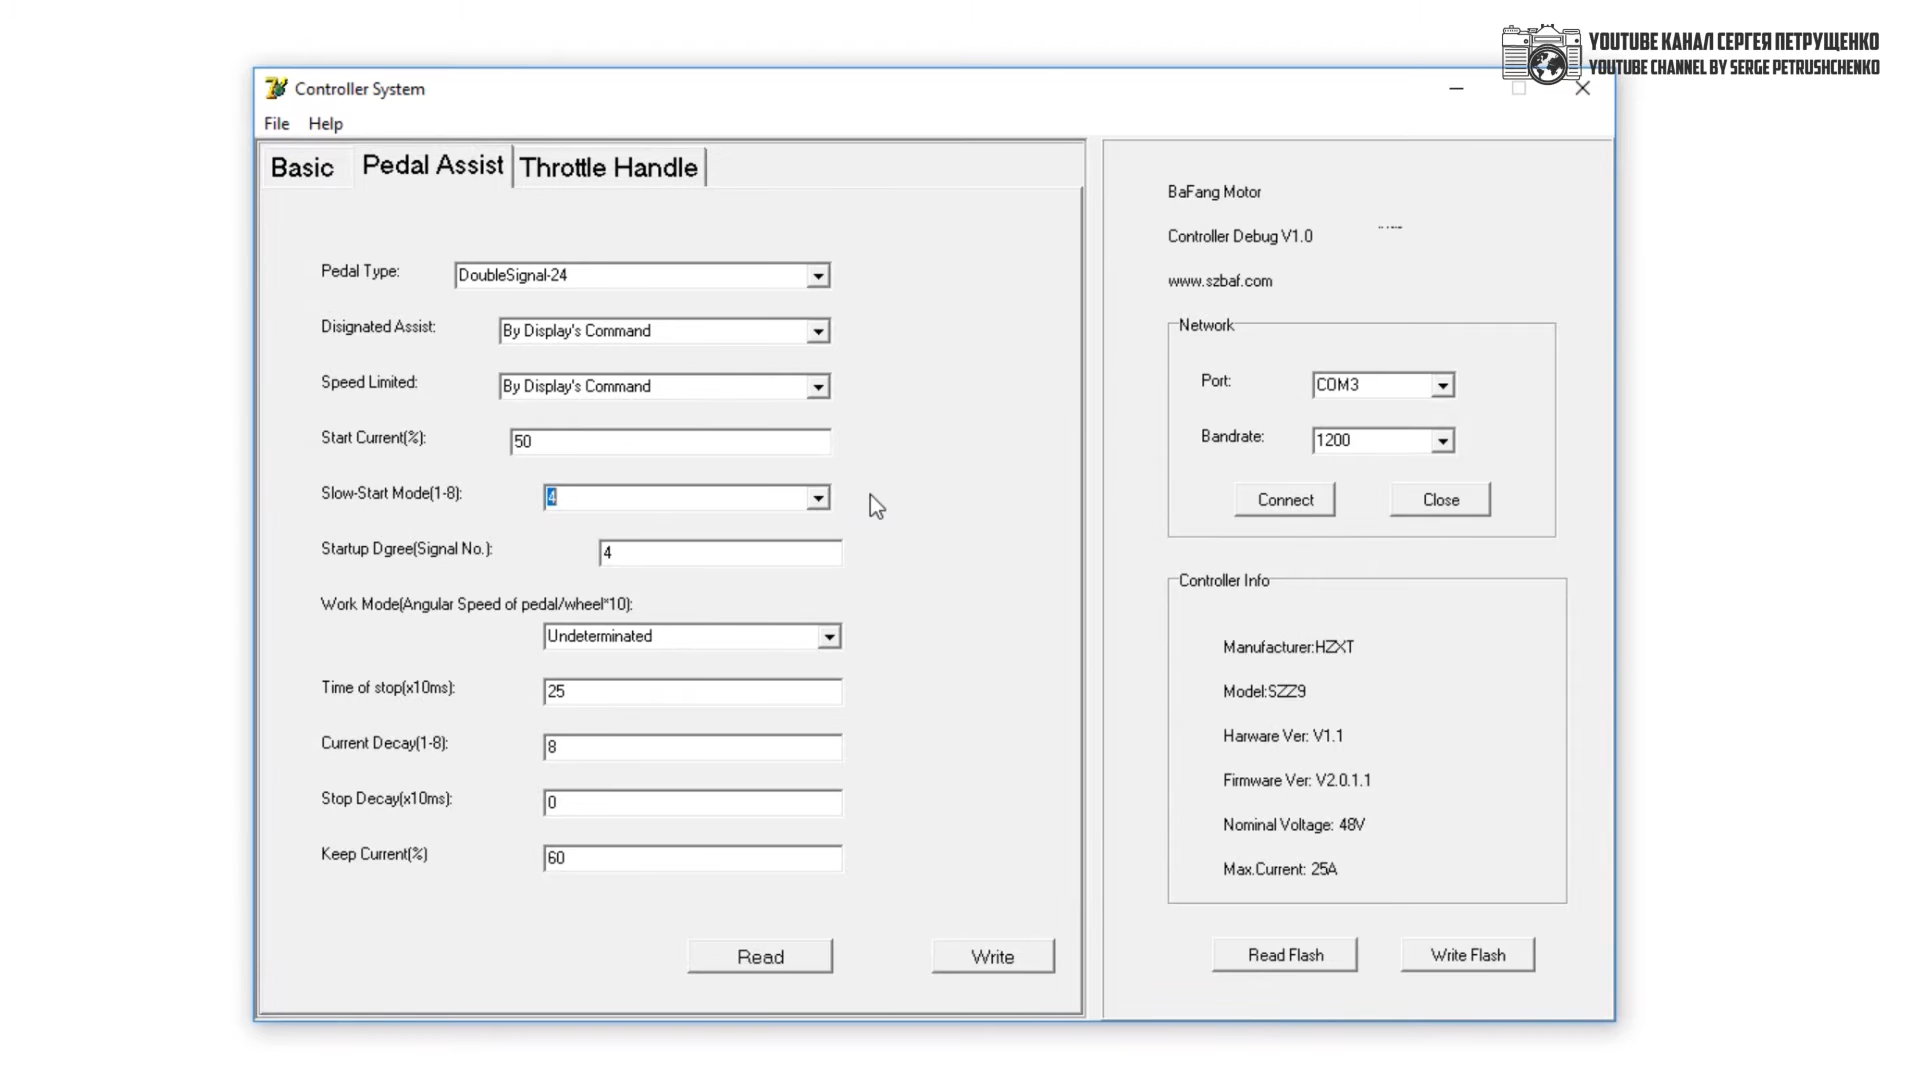 YOUTUBE КАНАЛ СЕРГЕЯ ПЕТРУЩЕНКО
YOUTUBE CHANNEL BY SERGE PETRUSHCHENKO
Controller System
File Help
Basic Pedal Assist Throttle Handle
Pedal Type: DoubleSignal-24
Disignated Assist: By Display's Command
Speed Limited: By Display's Command
Start Current(%): 50
Slow-Start Mode(1-8): 4
Startup Dgree(Signal No.): 4
Work Mode(Angular Speed of pedal/wheel*10):
Undeterminated
Time of stop(x10ms): 25
Current Decay(1-8): 8
Stop Decay(x10ms): 0
Keep Current(%) 60
Read Write
BaFang Motor
Controller Debug V1.0
www.szbaf.com
Network
Port: COM3
Bandrate: 1200
Connect Close
Controller Info
Manufacturer:HZXT
Model:SZZ9
Harware Ver: V1.1
Firmware Ver: V2.0.1.1
Nominal Voltage: 48V
Max.Current: 25A
Read Flash Write Flash